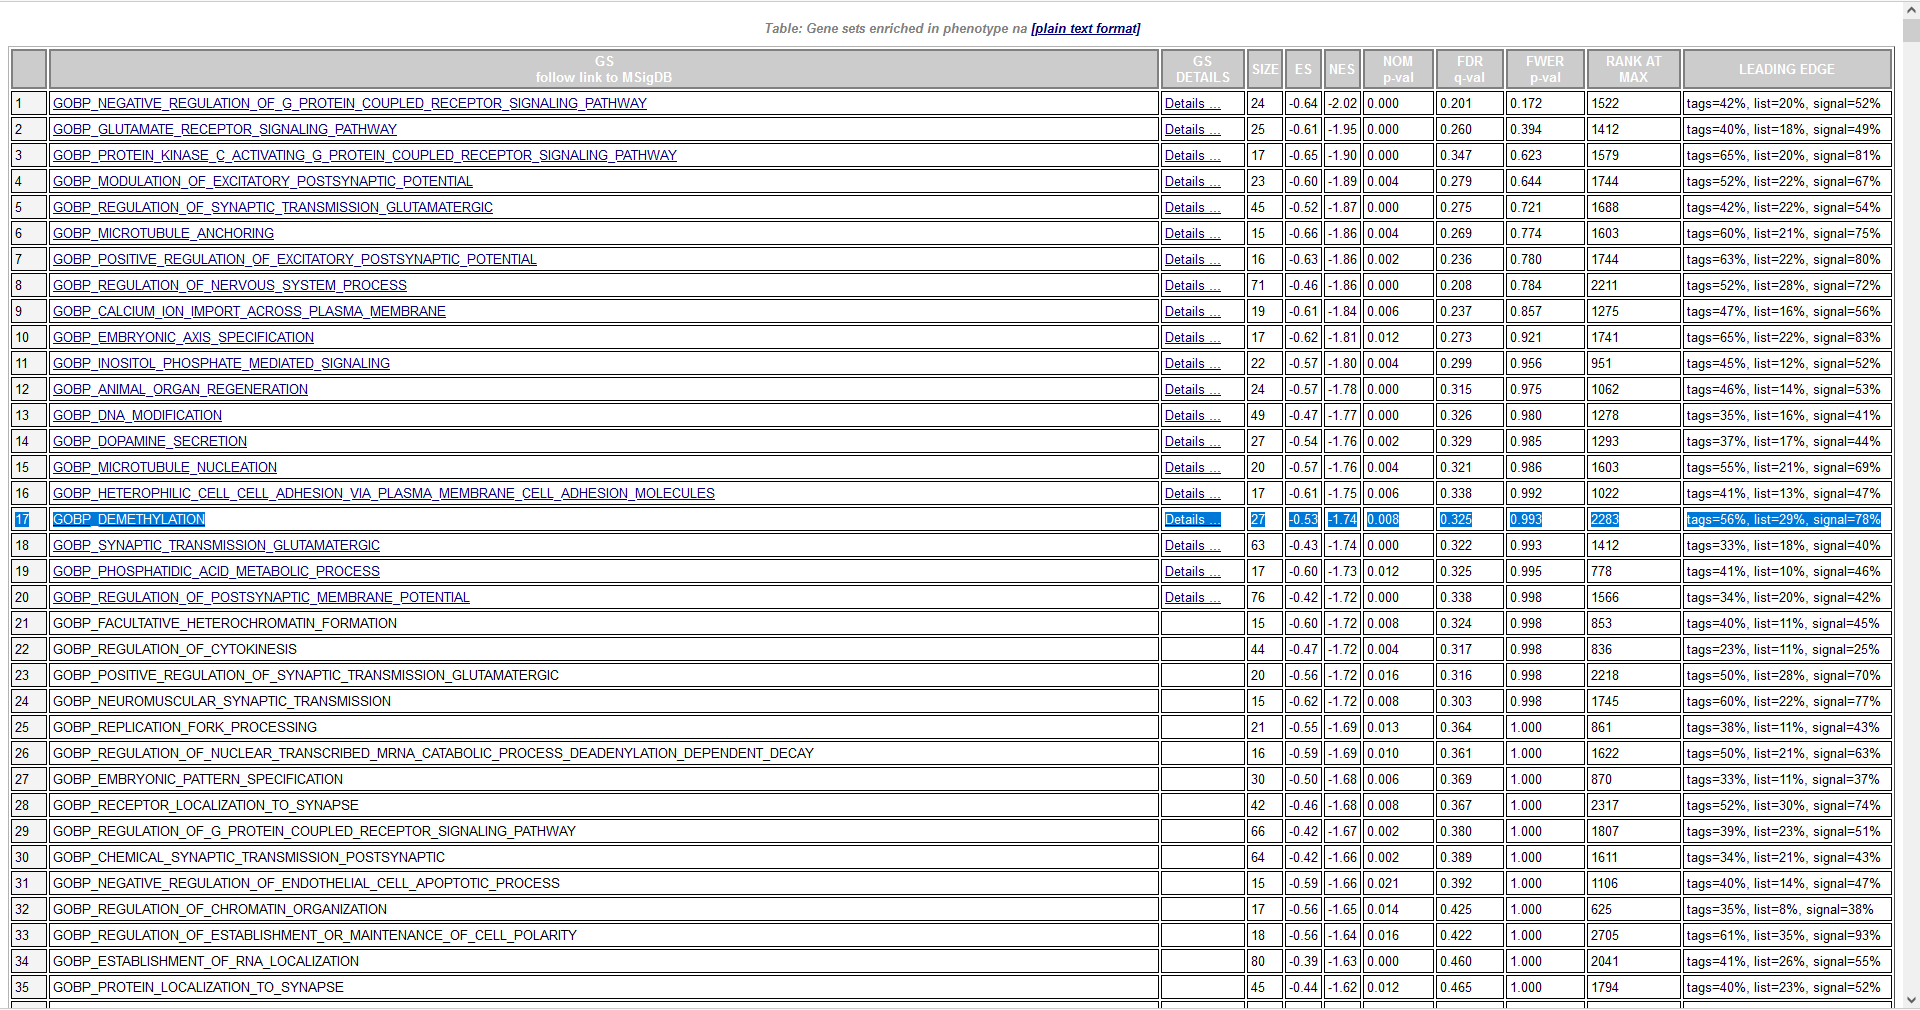 Table: Gene sets enriched in phenotype na [plain text format]
GS follow link to MSigDB GS DETAILS SIZE ES NES NOM p-val FDR q-val FWER p-val RANK AT MAX LEADING EDGE
1 GOBP_NEGATIVE_REGULATION_OF_G_PROTEIN_COUPLED_RECEPTOR_SIGNALING_PATHWAY Details ... 24 -0.64 -2.02 0.000 0.201 0.172 1522 tags=42%, list=20%, signal=52%
2 GOBP_GLUTAMATE_RECEPTOR_SIGNALING_PATHWAY Details ... 25 -0.61 -1.95 0.000 0.260 0.394 1412 tags=40%, list=18%, signal=49%
3 GOBP_PROTEIN_KINASE_C_ACTIVATING_G_PROTEIN_COUPLED_RECEPTOR_SIGNALING_PATHWAY Details ... 17 -0.65 -1.90 0.000 0.347 0.623 1579 tags=65%, list=20%, signal=81%
4 GOBP_MODULATION_OF_EXCITATORY_POSTSYNAPTIC_POTENTIAL Details ... 23 -0.60 -1.89 0.004 0.279 0.644 1744 tags=52%, list=22%, signal=67%
5 GOBP_REGULATION_OF_SYNAPTIC_TRANSMISSION_GLUTAMATERGIC Details ... 45 -0.52 -1.87 0.000 0.275 0.721 1688 tags=42%, list=22%, signal=54%
6 GOBP_MICROTUBULE_ANCHORING Details ... 15 -0.66 -1.86 0.004 0.269 0.774 1603 tags=60%, list=21%, signal=75%
7 GOBP_POSITIVE_REGULATION_OF_EXCITATORY_POSTSYNAPTIC_POTENTIAL Details ... 16 -0.63 -1.86 0.002 0.236 0.780 1744 tags=63%, list=22%, signal=80%
8 GOBP_REGULATION_OF_NERVOUS_SYSTEM_PROCESS Details ... 71 -0.46 -1.86 0.000 0.208 0.784 2211 tags=52%, list=28%, signal=72%
9 GOBP_CALCIUM_ION_IMPORT_ACROSS_PLASMA_MEMBRANE Details ... 19 -0.61 -1.84 0.006 0.237 0.857 1275 tags=47%, list=16%, signal=56%
10 GOBP_EMBRYONIC_AXIS_SPECIFICATION Details ... 17 -0.62 -1.81 0.012 0.273 0.921 1741 tags=65%, list=22%, signal=83%
11 GOBP_INOSITOL_PHOSPHATE_MEDIATED_SIGNALING Details ... 22 -0.57 -1.80 0.004 0.299 0.956 951 tags=45%, list=12%, signal=52%
12 GOBP_ANIMAL_ORGAN_REGENERATION Details ... 24 -0.57 -1.78 0.000 0.315 0.975 1062 tags=46%, list=14%, signal=53%
13 GOBP_DNA_MODIFICATION Details ... 49 -0.47 -1.77 0.000 0.326 0.980 1278 tags=35%, list=16%, signal=41%
14 GOBP_DOPAMINE_SECRETION Details ... 27 -0.54 -1.76 0.002 0.329 0.985 1293 tags=37%, list=17%, signal=44%
15 GOBP_MICROTUBULE_NUCLEATION Details ... 20 -0.57 -1.76 0.004 0.321 0.986 1603 tags=55%, list=21%, signal=69%
16 GOBP_HETEROPHILIC_CELL_CELL_ADHESION_VIA_PLASMA_MEMBRANE_CELL_ADHESION_MOLECULES Details ... 17 -0.61 -1.75 0.006 0.338 0.992 1022 tags=41%, list=13%, signal=47%
17 GOBP_DEMETHYLATION Details ... 27 -0.53 -1.74 0.008 0.325 0.993 2283 tags=56%, list=29%, signal=78%
18 GOBP_SYNAPTIC_TRANSMISSION_GLUTAMATERGIC Details ... 63 -0.43 -1.74 0.000 0.322 0.993 1412 tags=33%, list=18%, signal=40%
19 GOBP_PHOSPHATIDIC_ACID_METABOLIC_PROCESS Details ... 17 -0.60 -1.73 0.012 0.325 0.995 778 tags=41%, list=10%, signal=46%
20 GOBP_REGULATION_OF_POSTSYNAPTIC_MEMBRANE_POTENTIAL Details ... 76 -0.42 -1.72 0.000 0.338 0.998 1566 tags=34%, list=20%, signal=42%
21 GOBP_FACULTATIVE_HETEROCHROMATIN_FORMATION 15 -0.60 -1.72 0.008 0.324 0.998 853 tags=40%, list=11%, signal=45%
22 GOBP_REGULATION_OF_CYTOKINESIS 44 -0.47 -1.72 0.004 0.317 0.998 836 tags=23%, list=11%, signal=25%
23 GOBP_POSITIVE_REGULATION_OF_SYNAPTIC_TRANSMISSION_GLUTAMATERGIC 20 -0.56 -1.72 0.016 0.316 0.998 2218 tags=50%, list=28%, signal=70%
24 GOBP_NEUROMUSCULAR_SYNAPTIC_TRANSMISSION 15 -0.62 -1.72 0.008 0.303 0.998 1745 tags=60%, list=22%, signal=77%
25 GOBP_REPLICATION_FORK_PROCESSING 21 -0.55 -1.69 0.013 0.364 1.000 861 tags=38%, list=11%, signal=43%
26 GOBP_REGULATION_OF_NUCLEAR_TRANSCRIBED_MRNA_CATABOLIC_PROCESS_DEADENYLATION_DEPENDENT_DECAY 16 -0.59 -1.69 0.010 0.361 1.000 1622 tags=50%, list=21%, signal=63%
27 GOBP_EMBRYONIC_PATTERN_SPECIFICATION 30 -0.50 -1.68 0.006 0.369 1.000 870 tags=33%, list=11%, signal=37%
28 GOBP_RECEPTOR_LOCALIZATION_TO_SYNAPSE 42 -0.46 -1.68 0.008 0.367 1.000 2317 tags=52%, list=30%, signal=74%
29 GOBP_REGULATION_OF_G_PROTEIN_COUPLED_RECEPTOR_SIGNALING_PATHWAY 66 -0.42 -1.67 0.002 0.380 1.000 1807 tags=39%, list=23%, signal=51%
30 GOBP_CHEMICAL_SYNAPTIC_TRANSMISSION_POSTSYNAPTIC 64 -0.42 -1.66 0.002 0.389 1.000 1611 tags=34%, list=21%, signal=43%
31 GOBP_NEGATIVE_REGULATION_OF_ENDOTHELIAL_CELL_APOPTOTIC_PROCESS 15 -0.59 -1.66 0.021 0.392 1.000 1106 tags=40%, list=14%, signal=47%
32 GOBP_REGULATION_OF_CHROMATIN_ORGANIZATION 17 -0.56 -1.65 0.014 0.425 1.000 625 tags=35%, list=8%, signal=38%
33 GOBP_REGULATION_OF_ESTABLISHMENT_OR_MAINTENANCE_OF_CELL_POLARITY 18 -0.56 -1.64 0.016 0.422 1.000 2705 tags=61%, list=35%, signal=93%
34 GOBP_ESTABLISHMENT_OF_RNA_LOCALIZATION 80 -0.39 -1.63 0.000 0.460 1.000 2041 tags=41%, list=26%, signal=55%
35 GOBP_PROTEIN_LOCALIZATION_TO_SYNAPSE 45 -0.44 -1.62 0.012 0.465 1.000 1794 tags=40%, list=23%, signal=52%